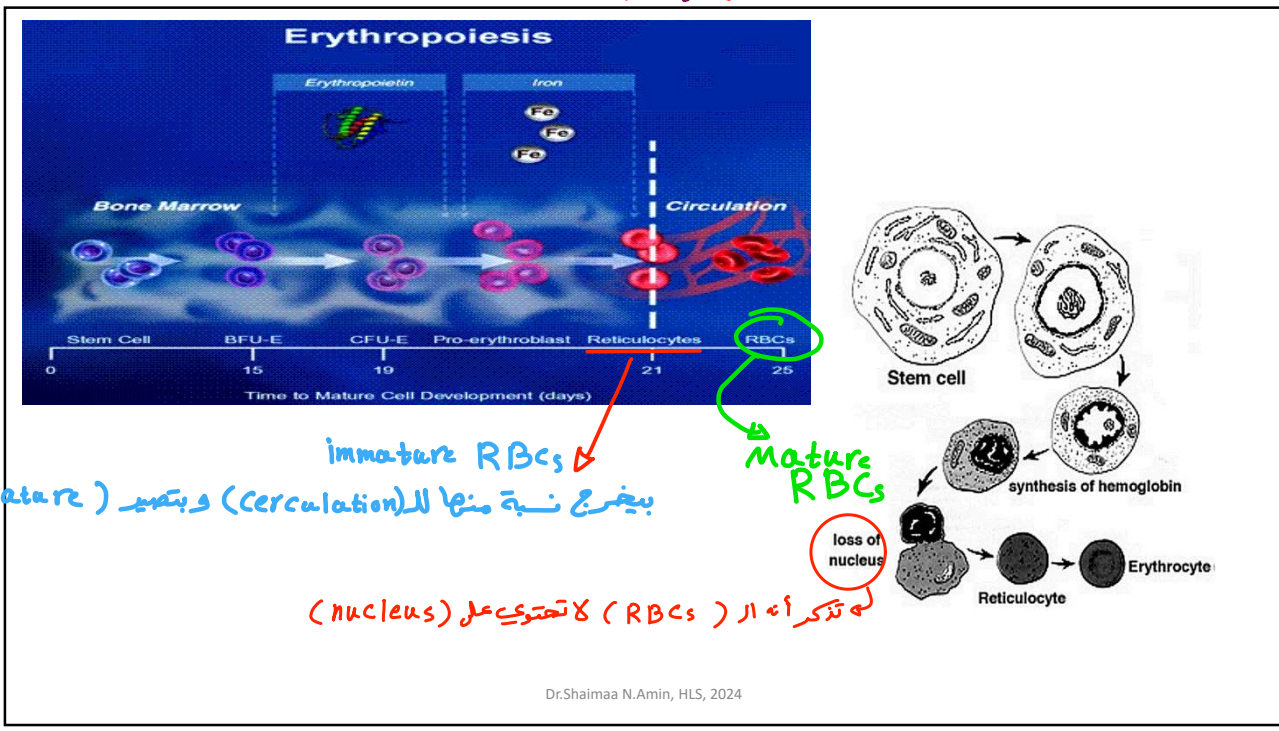 Erythropoiesis
Erythropoietin
Iron
Fe
Fe
Fe
Bone Marrow
Circulation
Stem Cell BFU-E CFU-E Pro-erythroblast Reticulocytes RBCs
0 15 19 21 25
Time to Mature Cell Development (days)
immature RBCs
بيخرج نسبة منها للـ (cerculation) و بتصير (ature
Mature
RBCs
Stem cell
synthesis of hemoglobin
loss of
nucleus
Erythrocyte
Reticulocyte
تذكر أنه الـ (RBCs) لا تحتوي على (nucleus)
Dr.Shaimaa N.Amin, HLS, 2024